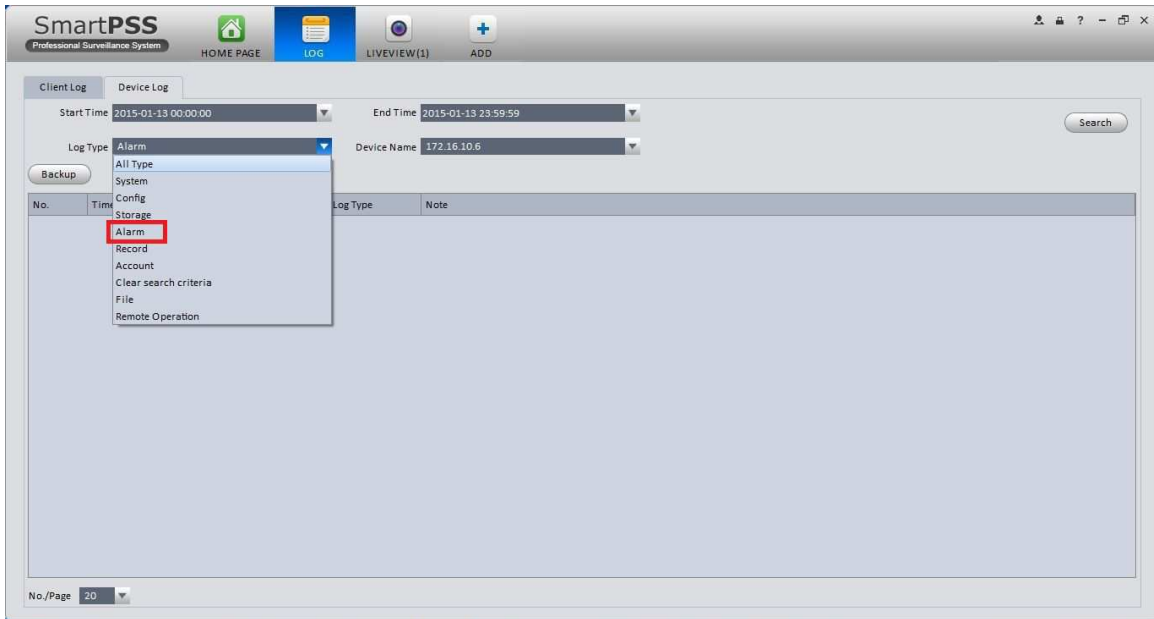 SmartPSS
Professional Surveillance System
HOME PAGE
LOG
LIVEVIEW(1)
ADD
?
Client Log
Device Log
Start Time 2015-01-13 00:00:00
End Time 2015-01-13 23:59:59
Search
Log Type Alarm
Device Name 172.16.10.6
All Type
Backup
System
Config
No.
Time
Log Type
Note
Storage
Alarm
Record
Account
Clear search criteria
File
Remote Operation
No./Page 20